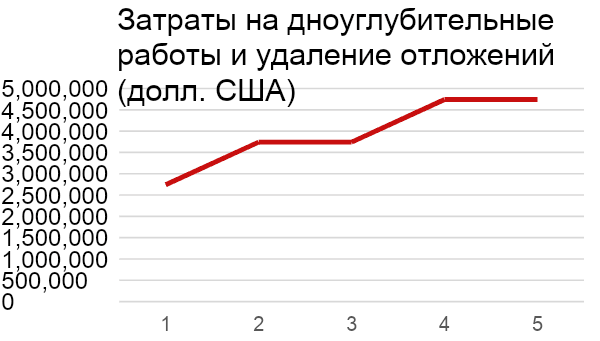 Затраты на дноуглубительные
работы и удаление отложений
(долл. США)
5,000,000
4,500,000
4,000,000
3,500,000
3,000,000
2,500,000
2,000,000
1,500,000
1,000,000
500,000
0
1 2 3 4 5